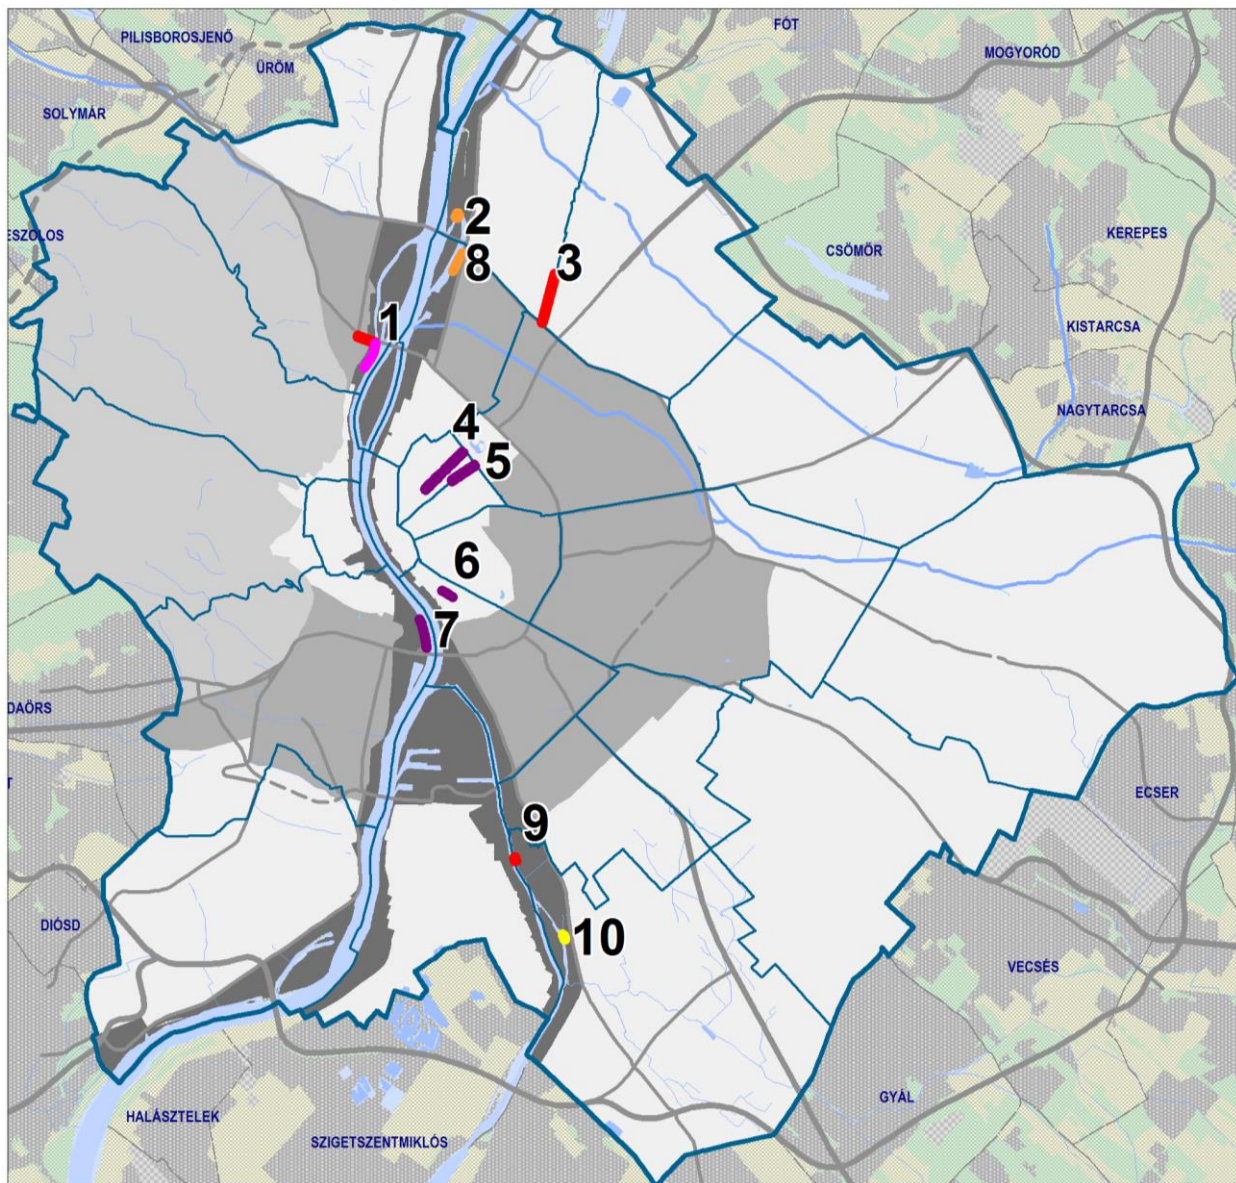 FÓT
PILISBOROSJENŐ
MOGYORÓD
ÜRÖM
SOLYMÁR
2
ESZOLOS
KEREPES
CSÖMÖR
8
3
1
KISTARCSA
NAGYTARCSA
4
5
6
7
DAÖRS
T
ECSER
9
DIÓSD
10
VECSÉS
GYÁL
HALÁSZTELEK
SZIGETSZENTMIKLÓS